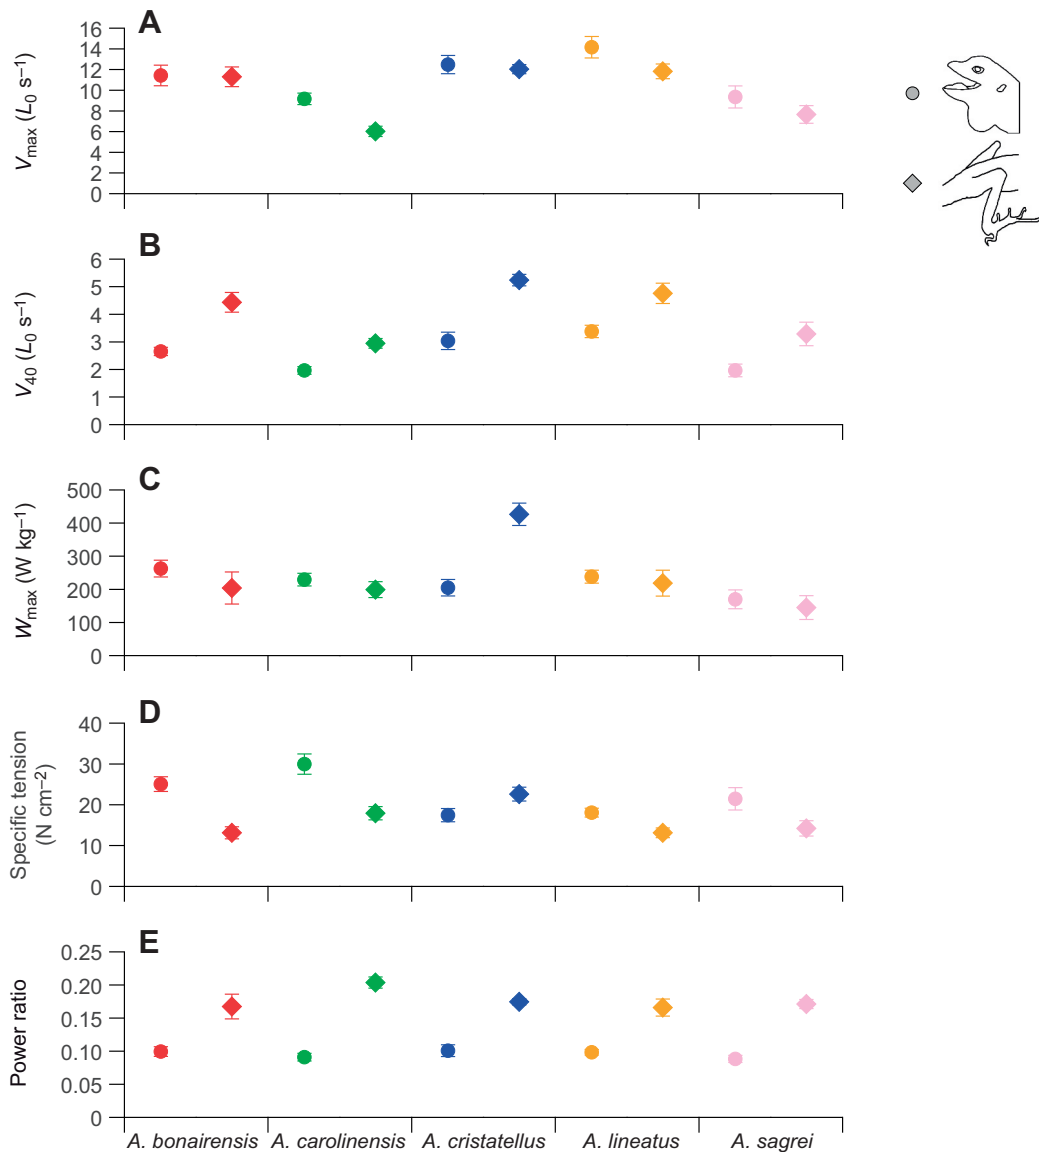 A
V max (L0 s–1)
16
14
12
10
8
6
4
2
0
B
V40 (L0 s–1)
6
5
4
3
2
1
0
C
Wmax (W kg–1)
500
400
300
200
100
0
D
Specific tension
(N cm–2)
40
30
20
10
0
E
Power ratio
0.25
0.20
0.15
0.10
0.05
0
A. bonairensis A. carolinensis A. cristatellus A. lineatus A. sagrei